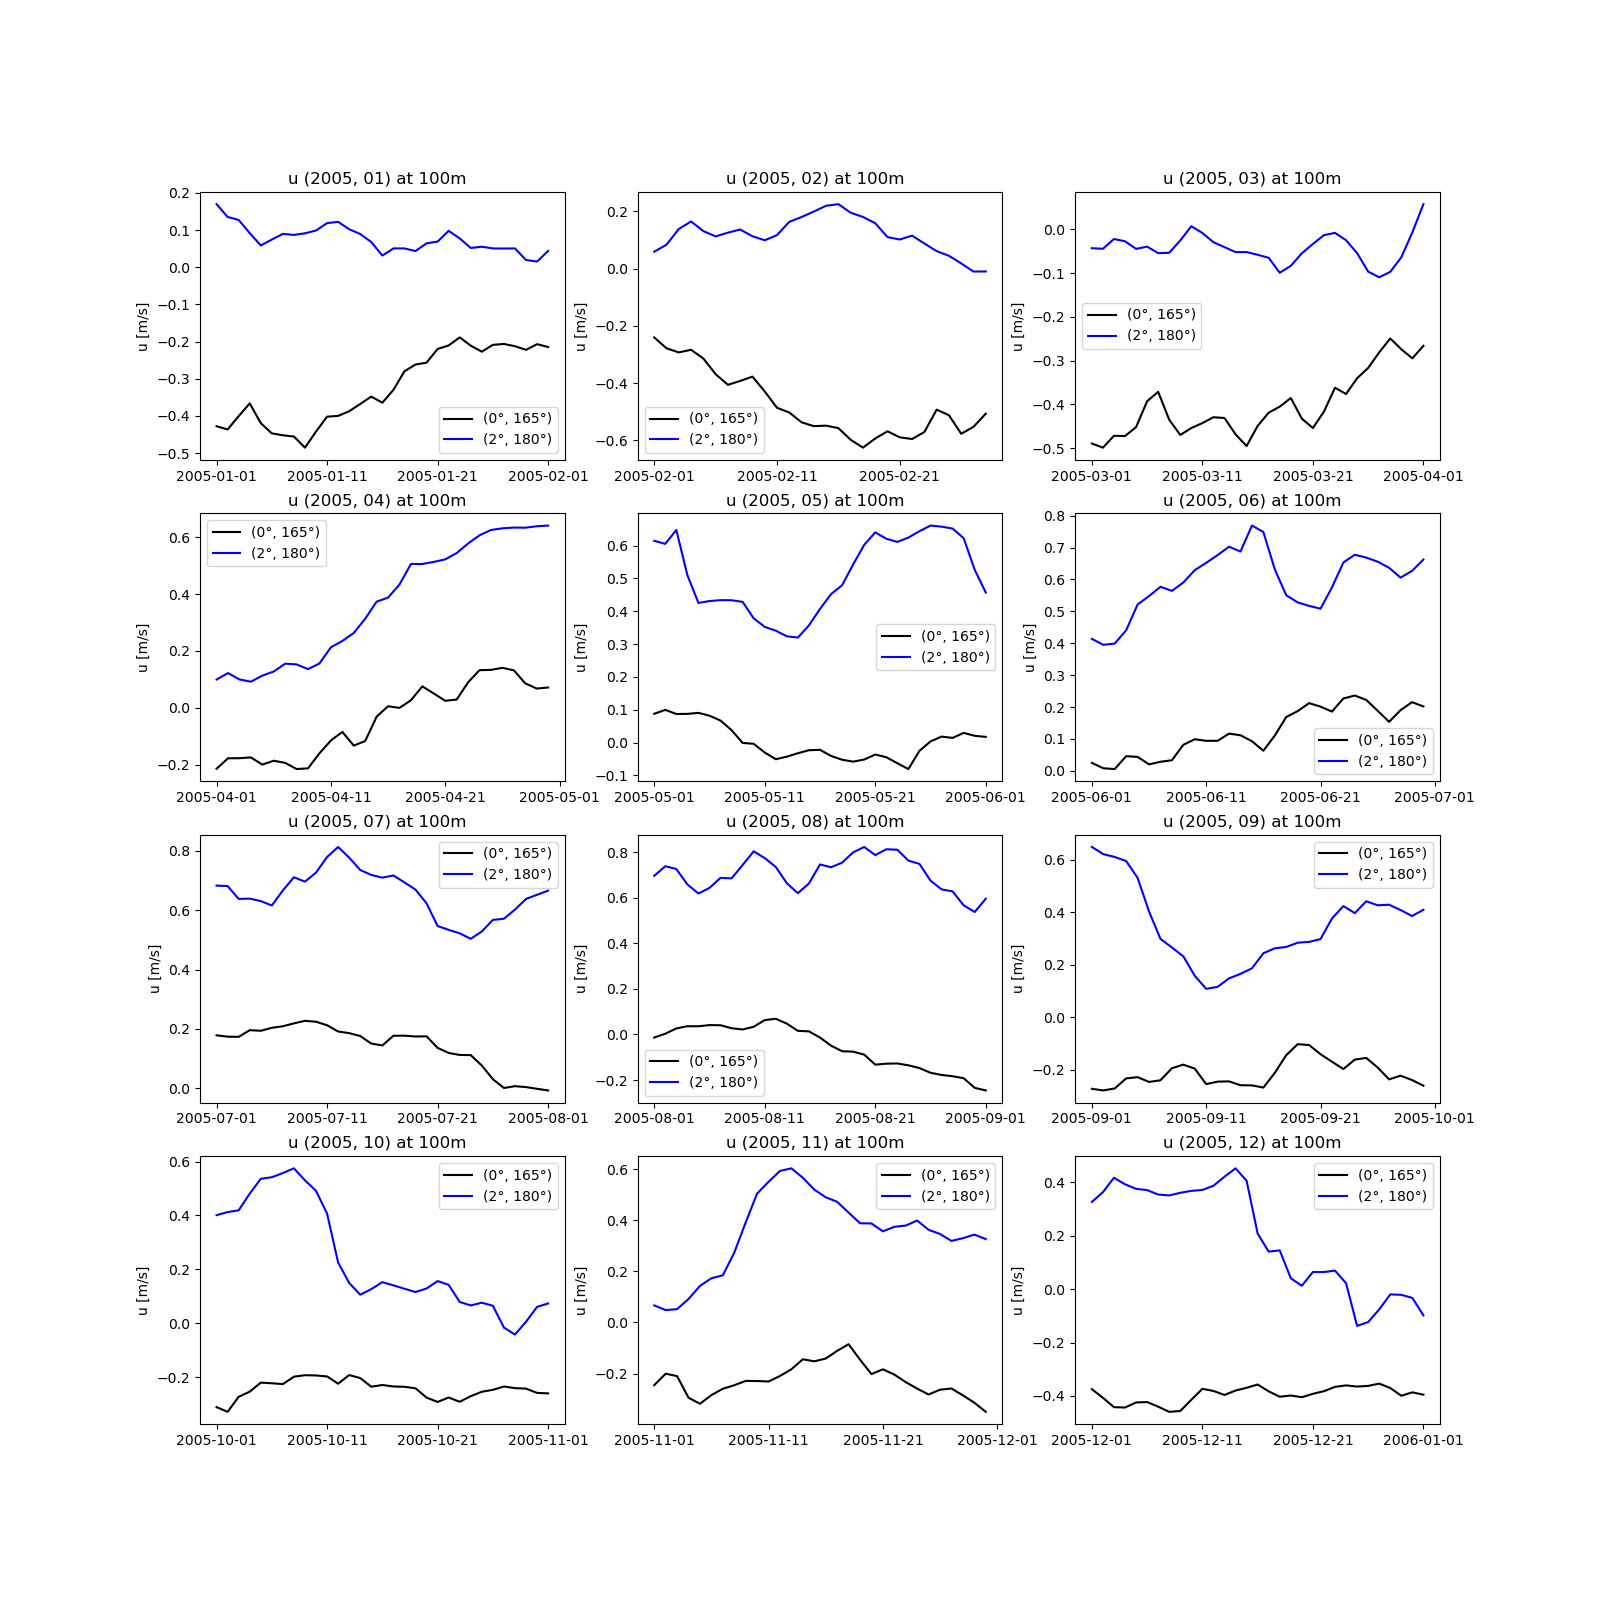 u (2005, 01) at 100m
u [m/s]
0.2
0.1
0.0
−0.1
−0.2
−0.3
−0.4
−0.5
(0°, 165°)
(2°, 180°)
2005-01-01 2005-01-11 2005-01-21 2005-02-01
u (2005, 02) at 100m
u [m/s]
0.2
0.0
−0.2
−0.4
−0.6
(0°, 165°)
(2°, 180°)
2005-02-01 2005-02-11 2005-02-21
u (2005, 03) at 100m
u [m/s]
0.0
−0.1
−0.2
−0.3
−0.4
−0.5
(0°, 165°)
(2°, 180°)
2005-03-01 2005-03-11 2005-03-21 2005-04-01
u (2005, 04) at 100m
u [m/s]
0.6
0.4
0.2
0.0
−0.2
(0°, 165°)
(2°, 180°)
2005-04-01 2005-04-11 2005-04-21 2005-05-01
u (2005, 05) at 100m
u [m/s]
0.6
0.5
0.4
0.3
0.2
0.1
0.0
−0.1
(0°, 165°)
(2°, 180°)
2005-05-01 2005-05-11 2005-05-21 2005-06-01
u (2005, 06) at 100m
u [m/s]
0.8
0.7
0.6
0.5
0.4
0.3
0.2
0.1
0.0
(0°, 165°)
(2°, 180°)
2005-06-01 2005-06-11 2005-06-21 2005-07-01
u (2005, 07) at 100m
u [m/s]
0.8
0.6
0.4
0.2
0.0
(0°, 165°)
(2°, 180°)
2005-07-01 2005-07-11 2005-07-21 2005-08-01
u (2005, 08) at 100m
u [m/s]
0.8
0.6
0.4
0.2
0.0
−0.2
(0°, 165°)
(2°, 180°)
2005-08-01 2005-08-11 2005-08-21 2005-09-01
u (2005, 09) at 100m
u [m/s]
0.6
0.4
0.2
0.0
−0.2
(0°, 165°)
(2°, 180°)
2005-09-01 2005-09-11 2005-09-21 2005-10-01
u (2005, 10) at 100m
u [m/s]
0.6
0.4
0.2
0.0
−0.2
(0°, 165°)
(2°, 180°)
2005-10-01 2005-10-11 2005-10-21 2005-11-01
u (2005, 11) at 100m
u [m/s]
0.6
0.4
0.2
0.0
−0.2
(0°, 165°)
(2°, 180°)
2005-11-01 2005-11-11 2005-11-21 2005-12-01
u (2005, 12) at 100m
u [m/s]
0.4
0.2
0.0
−0.2
−0.4
(0°, 165°)
(2°, 180°)
2005-12-01 2005-12-11 2005-12-21 2006-01-01